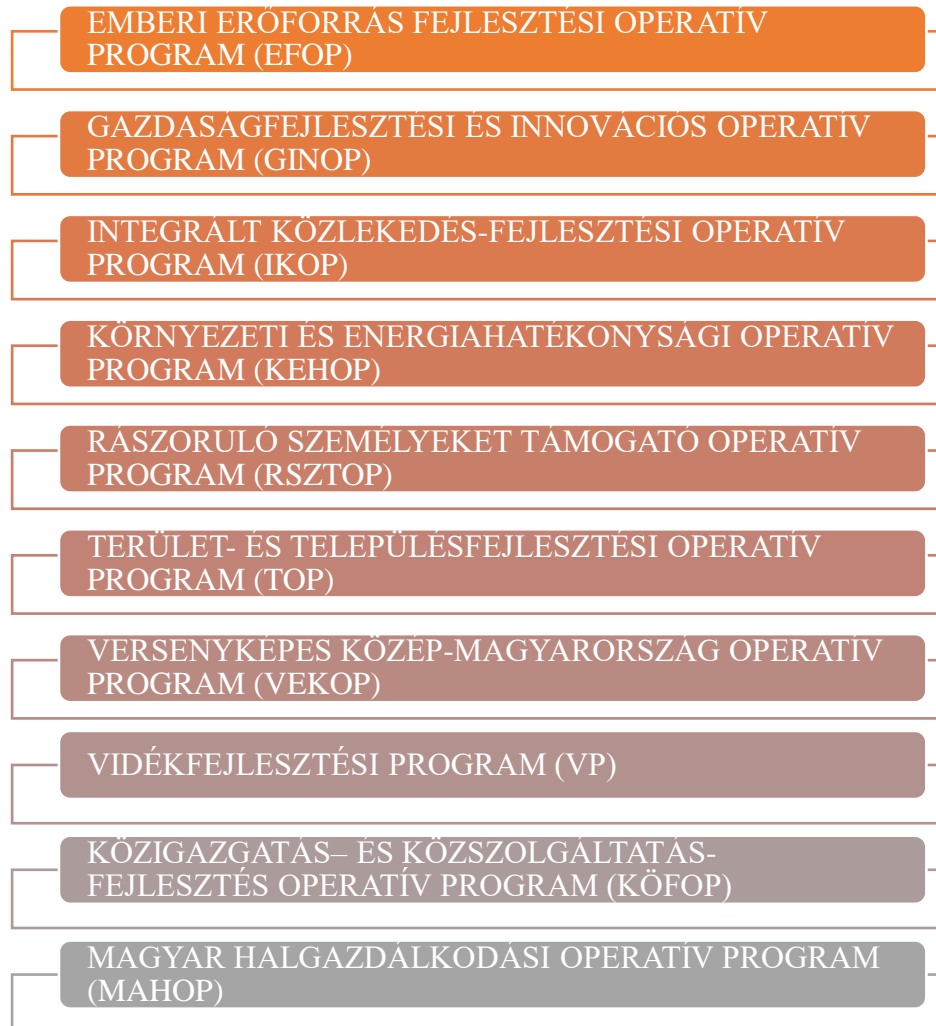 EMBERI ERŐFORRÁS FEJLESZTÉSI OPERATÍV
PROGRAM (EFOP)
GAZDASÁGFEJLESZTÉSI ÉS INNOVÁCIÓS OPERATÍV
PROGRAM (GINOP)
INTEGRÁLT KÖZLEKEDÉS-FEJLESZTÉSI OPERATÍV
PROGRAM (IKOP)
KÖRNYEZETI ÉS ENERGIAHATÉKONYSÁGI OPERATÍV
PROGRAM (KEHOP)
RÁSZORULÓ SZEMÉLYEKET TÁMOGATÓ OPERATÍV
PROGRAM (RSZTOP)
TERÜLET- ÉS TELEPÜLÉSFEJLESZTÉSI OPERATÍV
PROGRAM (TOP)
VERSENYKÉPES KÖZÉP-MAGYARORSZÁG OPERATÍV
PROGRAM (VEKOP)
VIDÉKFEJLESZTÉSI PROGRAM (VP)
KÖZIGAZGATÁS– ÉS KÖZSZOLGÁLTATÁS-
FEJLESZTÉS OPERATÍV PROGRAM (KÖFOP)
MAGYAR HALGAZDÁLKODÁSI OPERATÍV PROGRAM
(MAHOP)